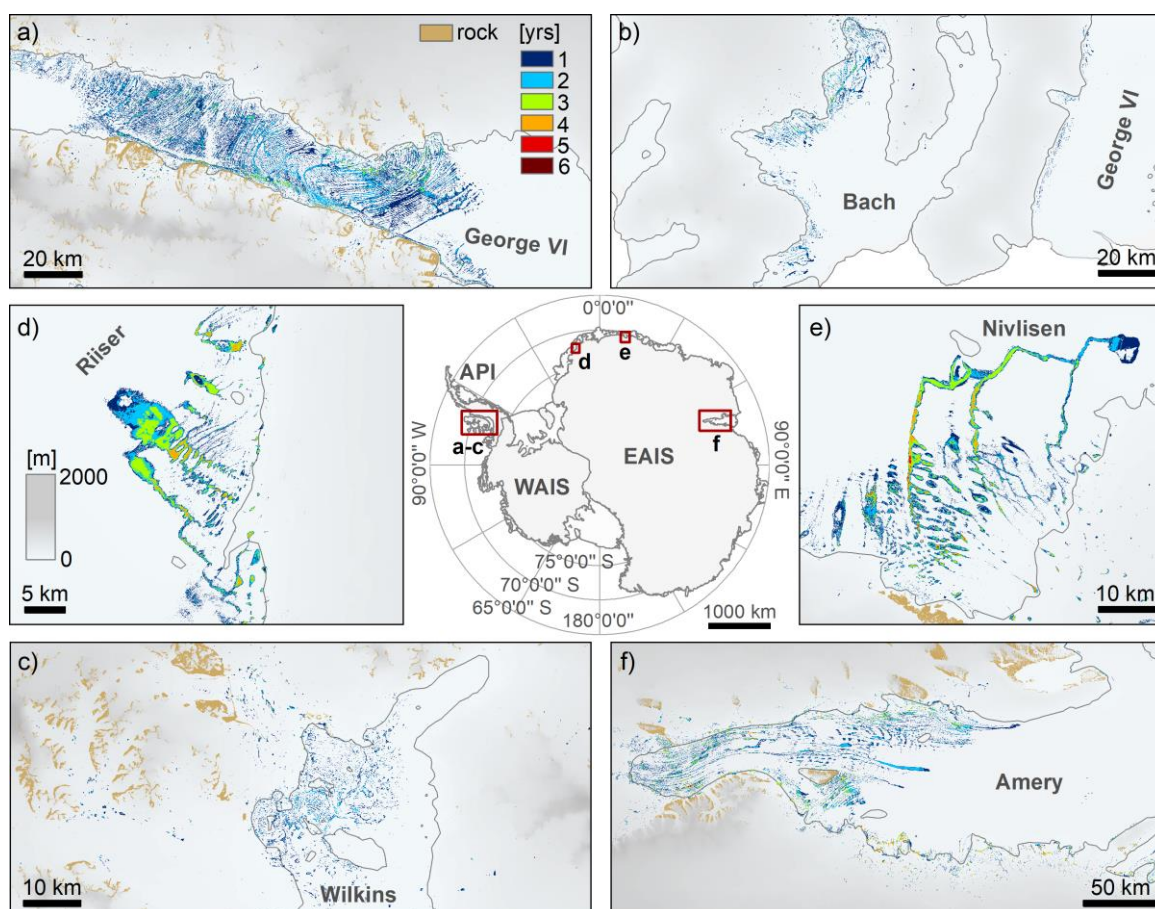 a)
rock
[yrs]
1
2
3
4
5
6
George VI
20 km
b)
Bach
George VI
20 km
d)
Riiser
[m]
2000
0
5 km
0°0'0"
API
d
e
a-c
f
90°0'0" W
90°0'0" E
EAIS
WAIS
75°0'0" S
70°0'0" S
65°0'0" S
180°0'0"
1000 km
e)
Nivlisen
10 km
c)
Wilkins
10 km
f)
Amery
50 km